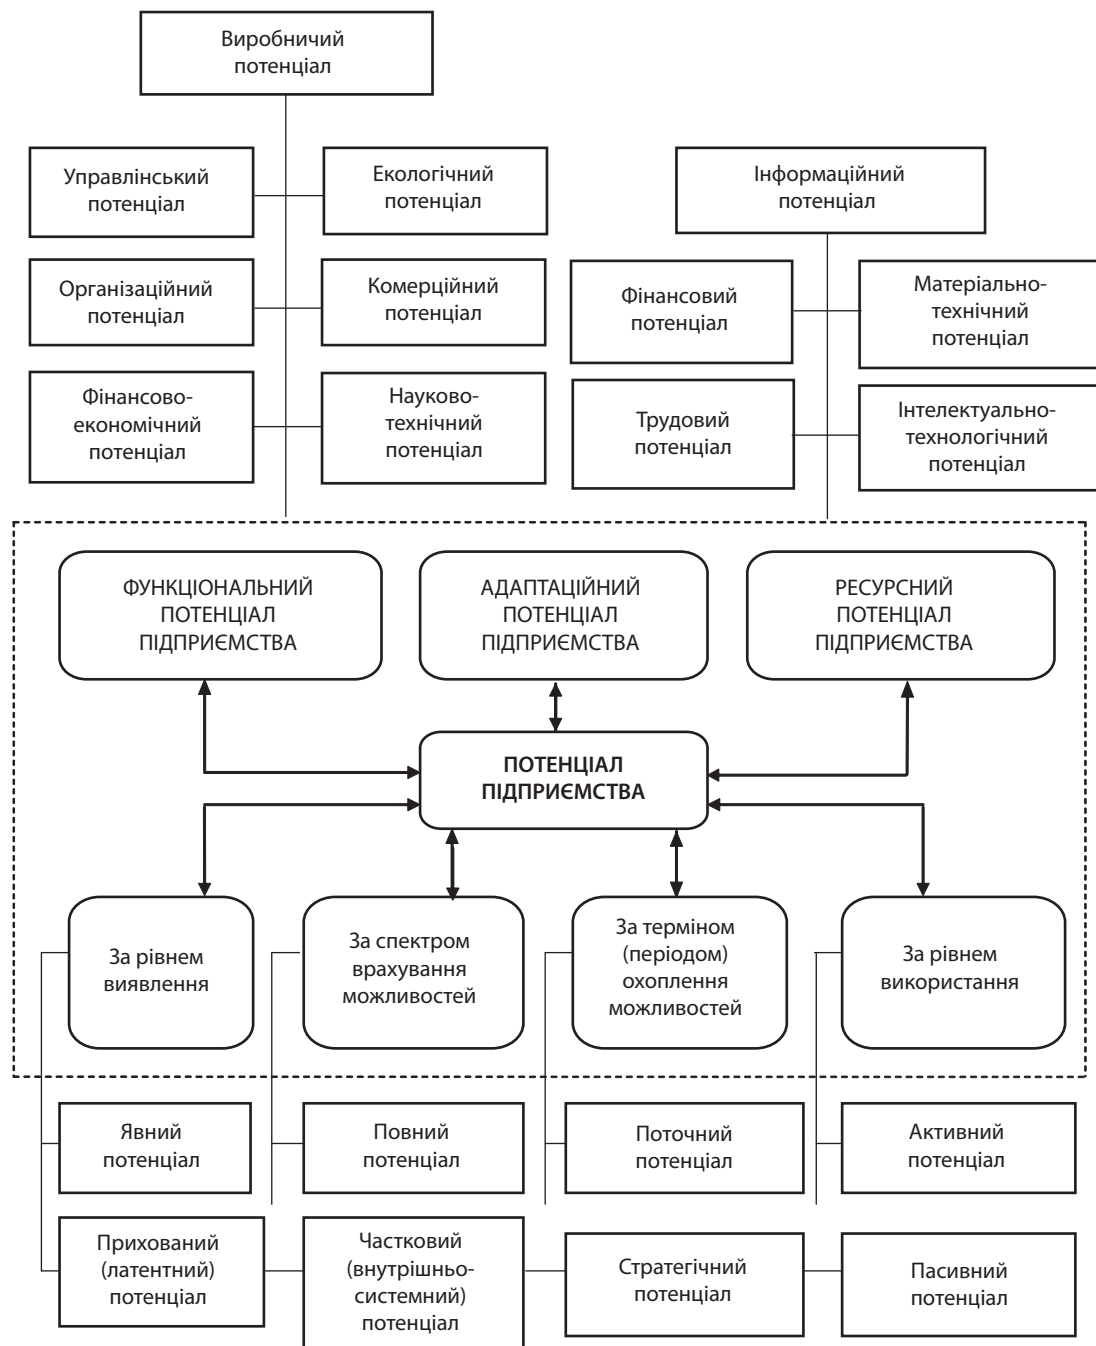 Виробничий
потенціал
Управлінський
потенціал
Екологічний
потенціал
Інформаційний
потенціал
Організаційний
потенціал
Комерційний
потенціал
Фінансовий
потенціал
Матеріально-
технічний
потенціал
Фінансово-
економічний
потенціал
Науково-
технічний
потенціал
Трудовий
потенціал
Інтелектуально-
технологічний
потенціал
ФУНКЦІОНАЛЬНИЙ
ПОТЕНЦІАЛ
ПІДПРИЄМСТВА
АДАПТАЦІЙНИЙ
ПОТЕНЦІАЛ
ПІДПРИЄМСТВА
РЕСУРСНИЙ
ПОТЕНЦІАЛ
ПІДПРИЄМСТВА
ПОТЕНЦІАЛ
ПІДПРИЄМСТВА
За рівнем
виявлення
За спектром
врахування
можливостей
За терміном
(періодом)
охоплення
можливостей
За рівнем
використання
Явний
потенціал
Повний
потенціал
Поточний
потенціал
Активний
потенціал
Прихований
(латентний)
потенціал
Частковий
(внутрішньо-
системний)
потенціал
Стратегічний
потенціал
Пасивний
потенціал